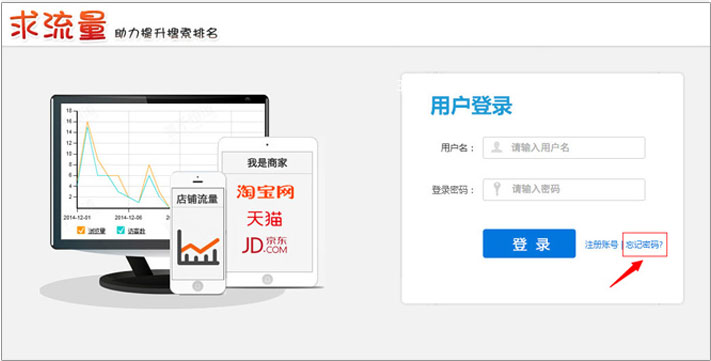 求流量 助力提升搜索排名
18
16
14
12
10
8
6
4
2
2014-12-01 2014-12-06 2014-12
浏览量 访客数
店铺流量
我是商家
淘宝网
天猫
JD 京东
.COM
用户登录
用户名： 请输入用户名
登录密码： 请输入密码
登 录 注册账号 | 忘记密码?